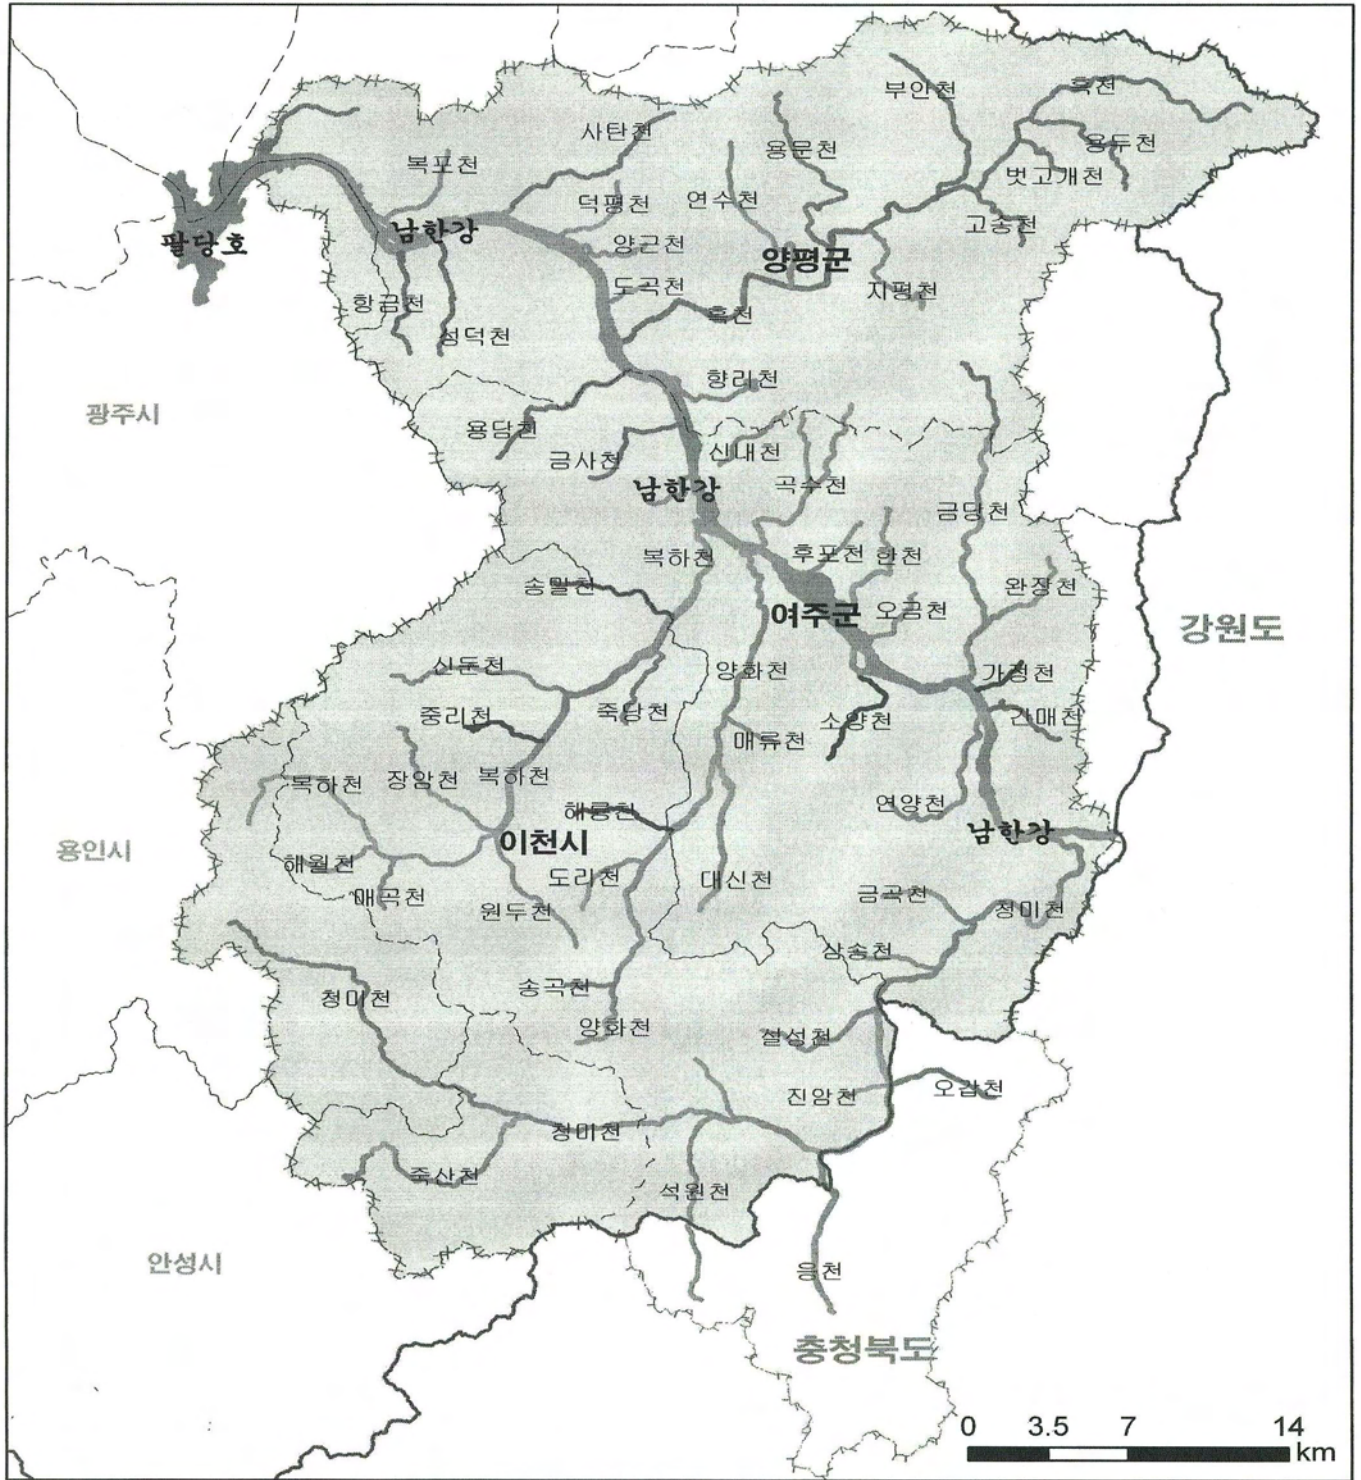 부안천
흑천
사탄천
용두천
용문천
복포천
벗고개천
덕평천
연수천
고송천
남한강
팔당호
양근천
양평군
지평천
도곡천
항금천
흑천
성덕천
향리천
광주시
용담천
신내천
금사천
곡수천
남한강
금당천
복하천
후포천
한천
송말천
완장천
여주군
오금천
강원도
신둔천
양화천
가정천
중리천
죽당천
소양천
간매천
매류천
복하천
장암천
복하천
해룡천
연양천
남한강
이천시
용인시
해월천
도리천
대신천
매곡천
금곡천
원두천
청미천
상송천
송곡천
청미천
양화천
설성천
진암천
오갑천
청미천
죽산천
석원천
안성시
응천
충청북도
0 3.5 7 14
km